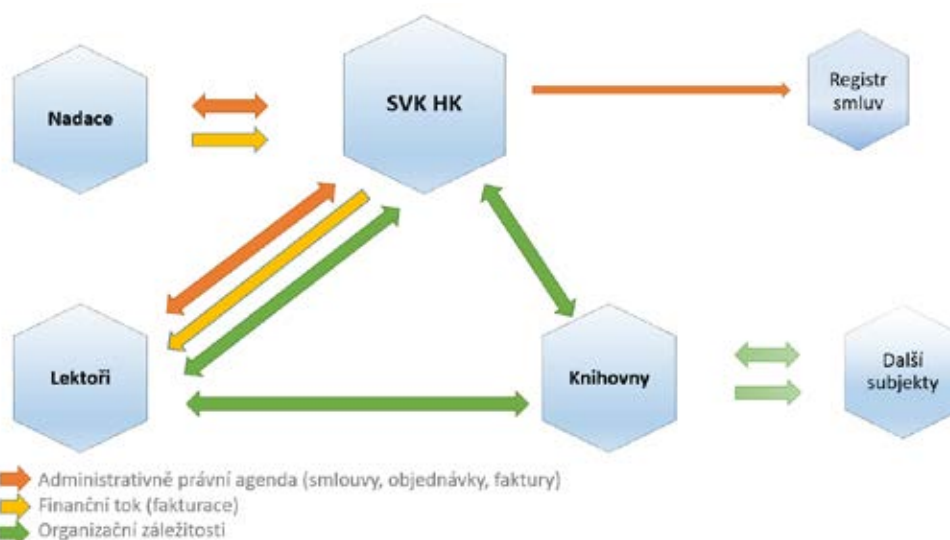 Nadace
SVK HK
Registr
smluv
Lektoři
Knihovny
Další
subjekty
Administrativně právní agenda (smlouvy, objednávky, faktury)
Finanční tok (fakturace)
Organizační záležitosti